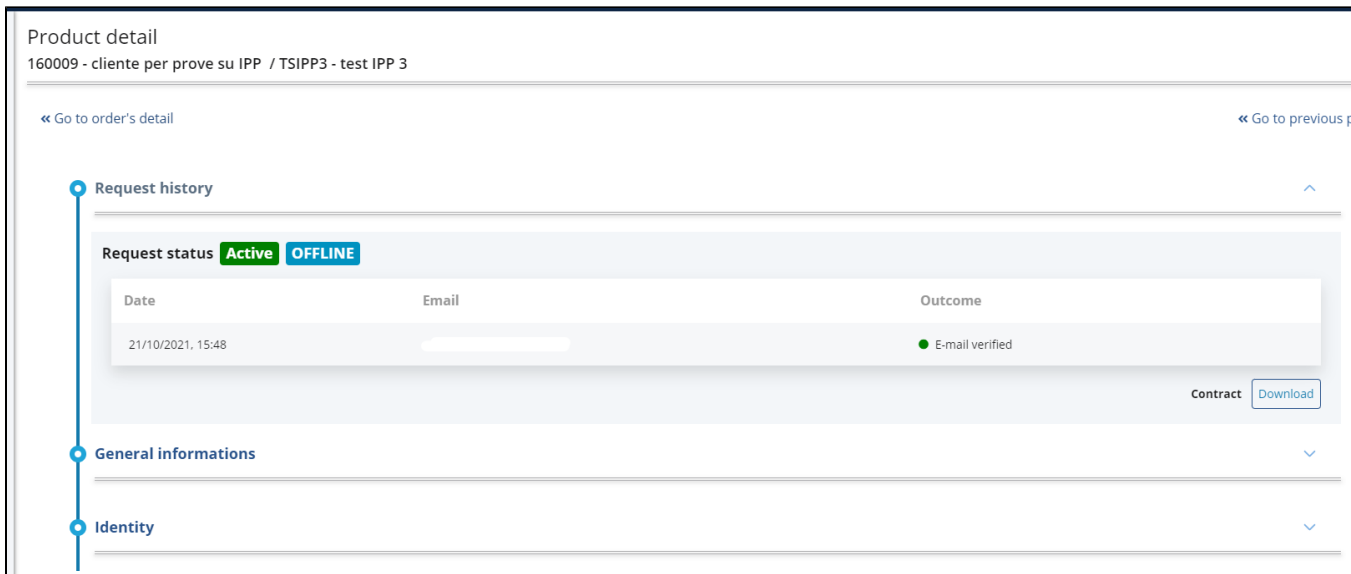 Product detail
160009 - cliente per prove su IPP / TSIPP3 - test IPP 3
« Go to order's detail
« Go to previous p
Request history
Request status Active OFFLINE
Date Email Outcome
21/10/2021, 15:48 E-mail verified
Contract Download
General informations
Identity